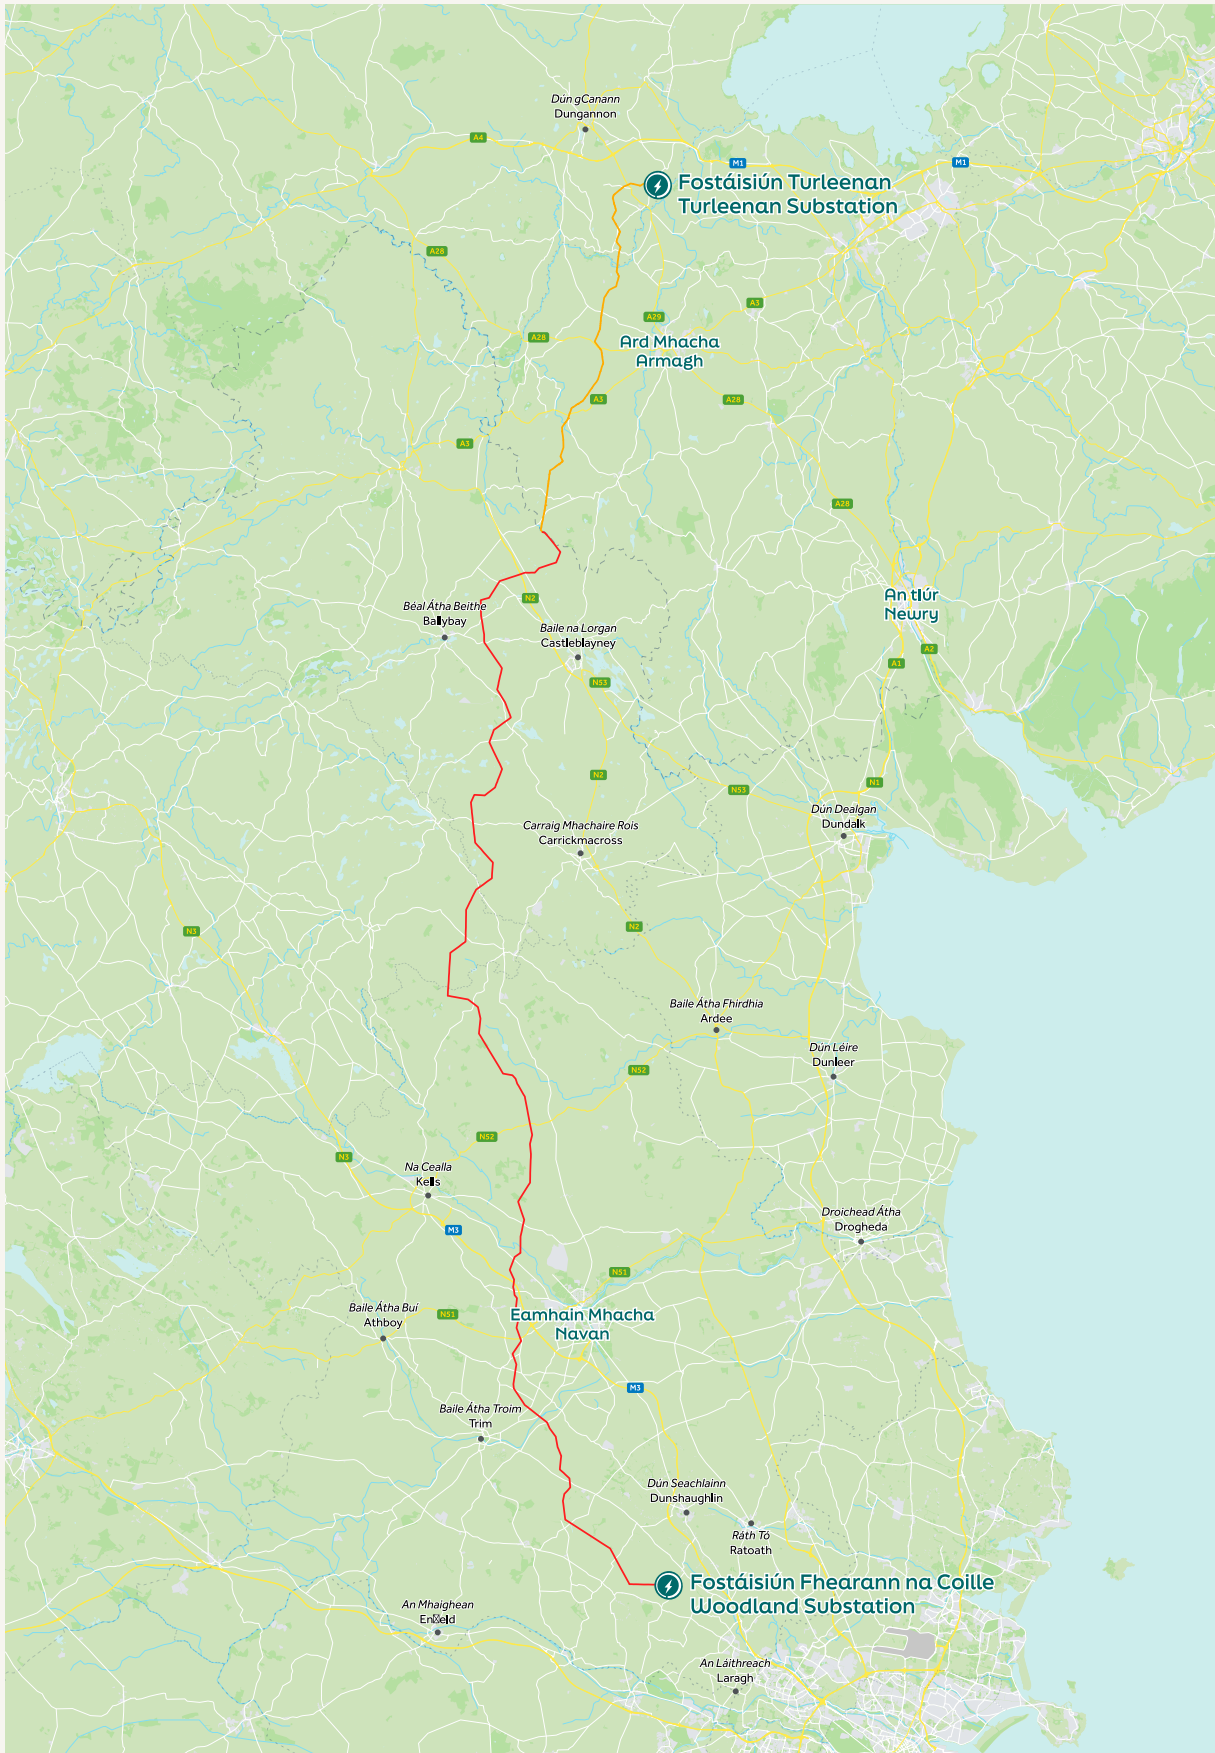 Dún gCanann
Dungannon
A4
M1
M1
Fostáisiún Turleenan
Turleenan Substation
A28
A3
A29
A28
Ard Mhacha
Armagh
A3
A28
A3
A28
An tIúr
Newry
Béal Átha Beithe
Ballybay
N2
Baile na Lorgan
Castleblayney
A2
A1
N53
N2
N1
N53
Dún Dealgan
Dundalk
Carraig Mhachaire Rois
Carrickmacross
N2
N3
Baile Átha Fhirdhia
Ardee
Dún Léire
Dunleer
N52
N52
N3
Na Cealla
Kells
Droichead Átha
Drogheda
M3
N51
Baile Átha Buí
Athboy
N51
Eamhain Mhacha
Navan
M3
Baile Átha Troim
Trim
Dún Seachlainn
Dunshaughlin
Ráth Tó
Ratoath
Fostáisiún Fhearann na Coille
Woodland Substation
An Mhaighean
An Láithreach
Laragh